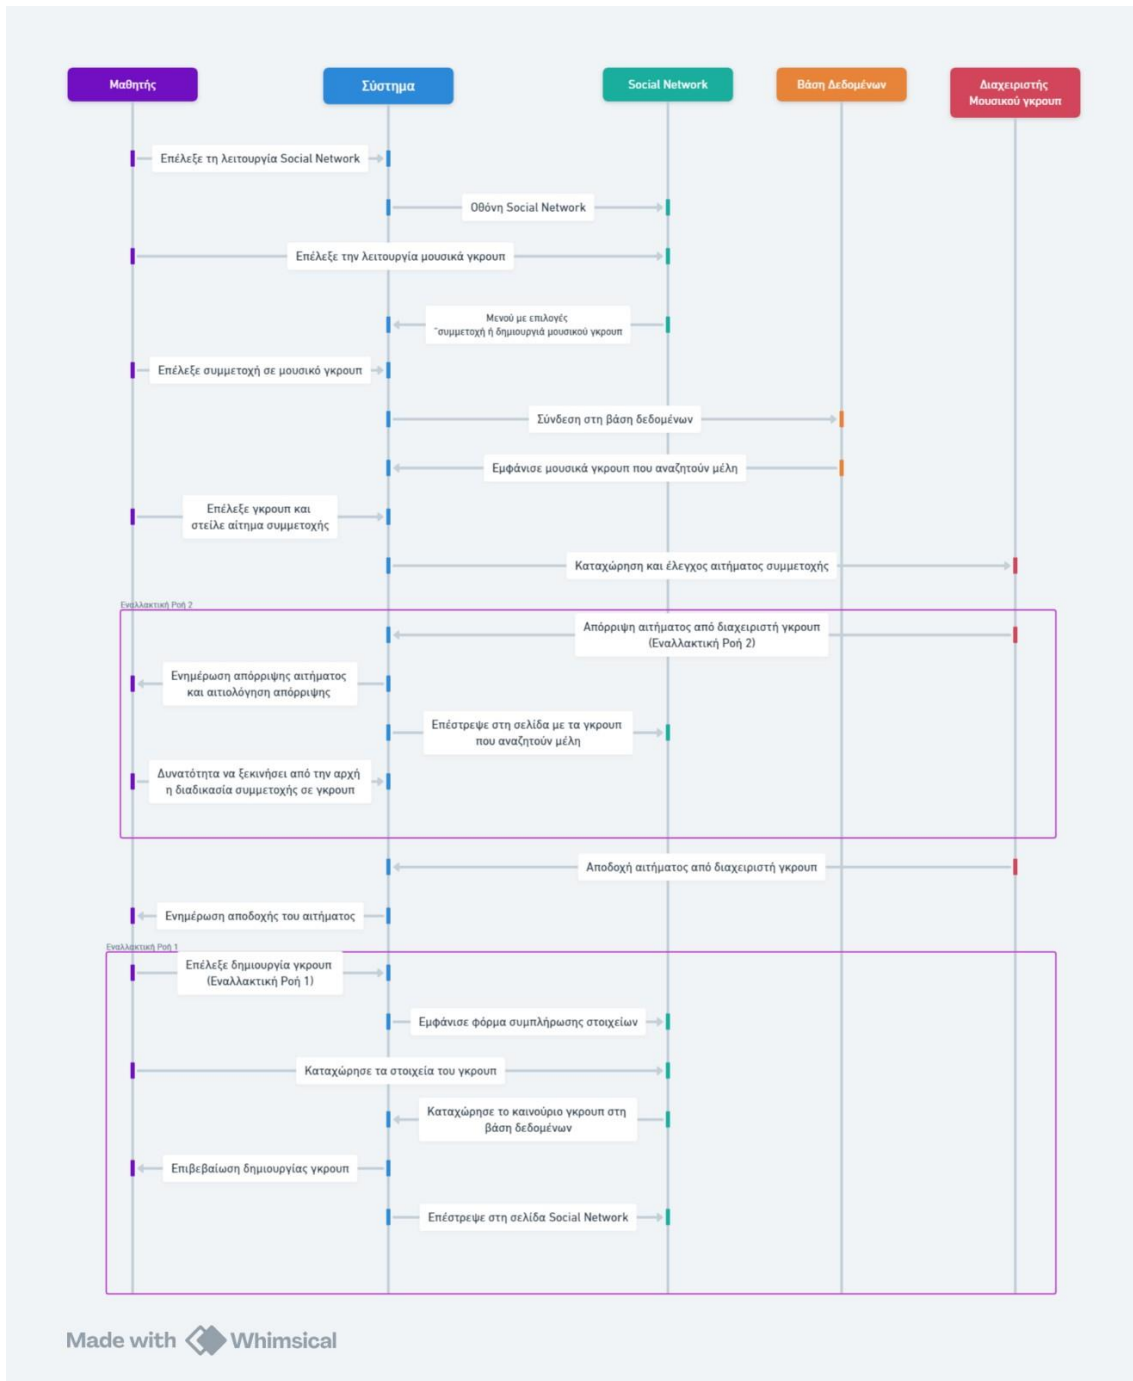 Μαθητής
Σύστημα
Social Network
Βάση Δεδομένων
Διαχειριστής
Μουσικού γκρουπ
Επέλεξε τη λειτουργία Social Network
Οθόνη Social Network
Επέλεξε την λειτουργία μουσικά γκρουπ
Μενού με επιλογές
"συμμετοχή ή δημιουργιά μουσικού γκρουπ
Επέλεξε συμμετοχή σε μουσικό γκρουπ
Σύνδεση στη βάση δεδομένων
Εμφάνισε μουσικά γκρουπ που αναζητούν μέλη
Επέλεξε γκρουπ και
στείλε αίτημα συμμετοχής
Καταχώρηση και έλεγχος αιτήματος συμμετοχής
Εναλλακτική Ροή 2
Απόρριψη αιτήματος από διαχειριστή γκρουπ
(Εναλλακτική Ροή 2)
Ενημέρωση απόρριψης αιτήματος
και αιτιολόγηση απόρριψης
Επέστρεψε στη σελίδα με τα γκρουπ
που αναζητούν μέλη
Δυνατότητα να ξεκινήσει από την αρχή
η διαδικασία συμμετοχής σε γκρουπ
Αποδοχή αιτήματος από διαχειριστή γκρουπ
Ενημέρωση αποδοχής του αιτήματος
Εναλλακτική Ροή 1
Επέλεξε δημιουργία γκρουπ
(Εναλλακτική Ροή 1)
Εμφάνισε φόρμα συμπλήρωσης στοιχείων
Καταχώρησε τα στοιχεία του γκρουπ
Καταχώρησε το καινούριο γκρουπ στη
βάση δεδομένων
Επιβεβαίωση δημιουργίας γκρουπ
Επέστρεψε στη σελίδα Social Network
Made with Whimsical